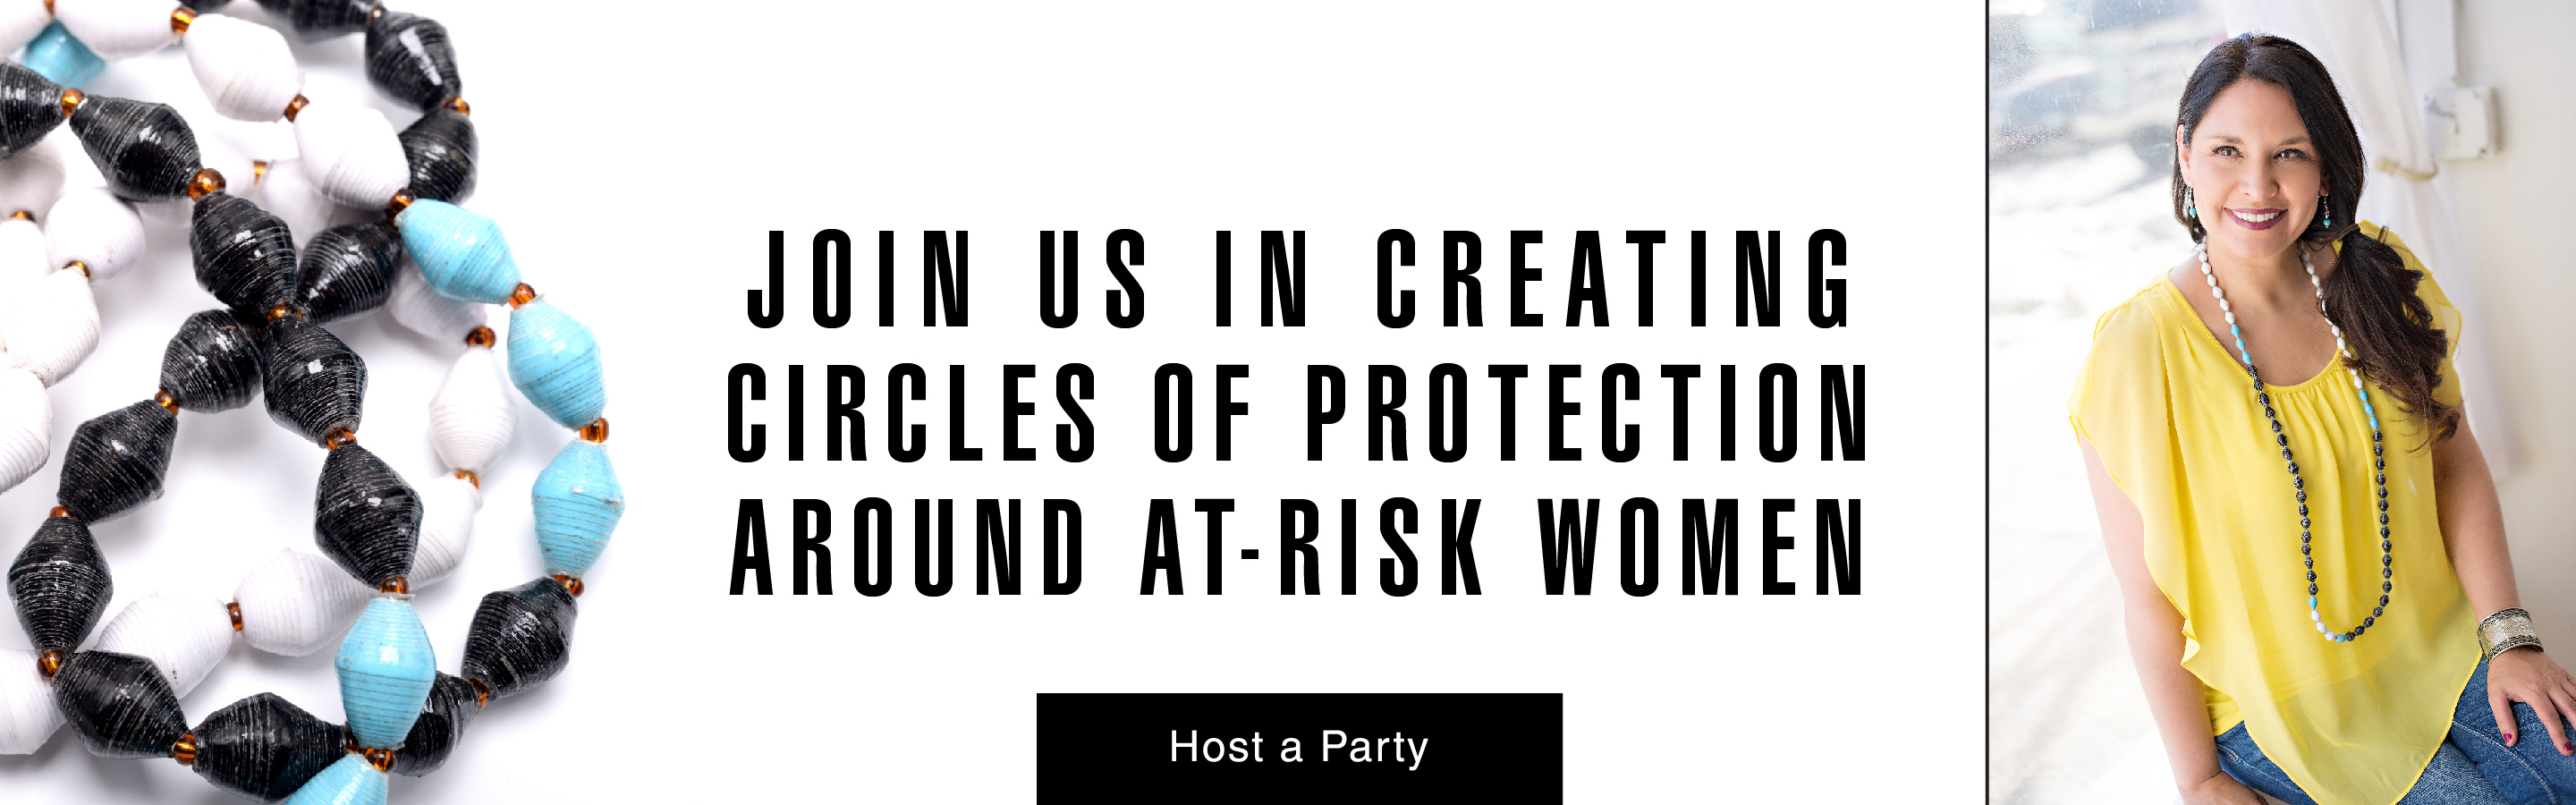 JOIN US IN CREATING
CIRCLES OF PROTECTION
AROUND AT-RISK WOMEN
Host a Party